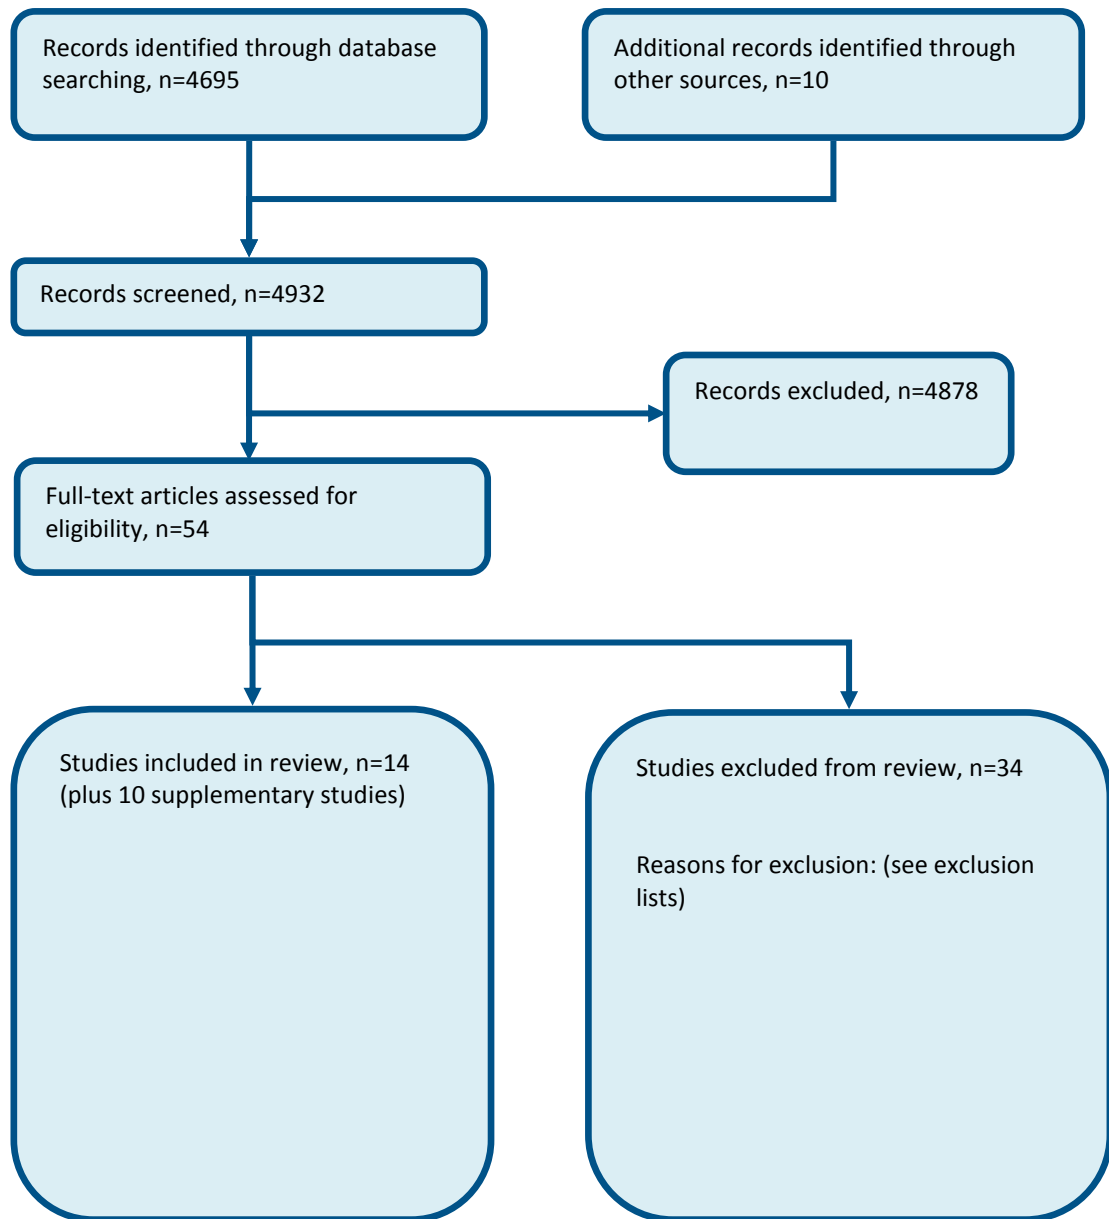 Records identified through database
searching, n=4695
Additional records identified through
other sources, n=10
Records screened, n=4932
Records excluded, n=4878
Full-text articles assessed for
eligibility, n=54
Studies included in review, n=14
(plus 10 supplementary studies)
Studies excluded from review, n=34
Reasons for exclusion: (see exclusion
lists)